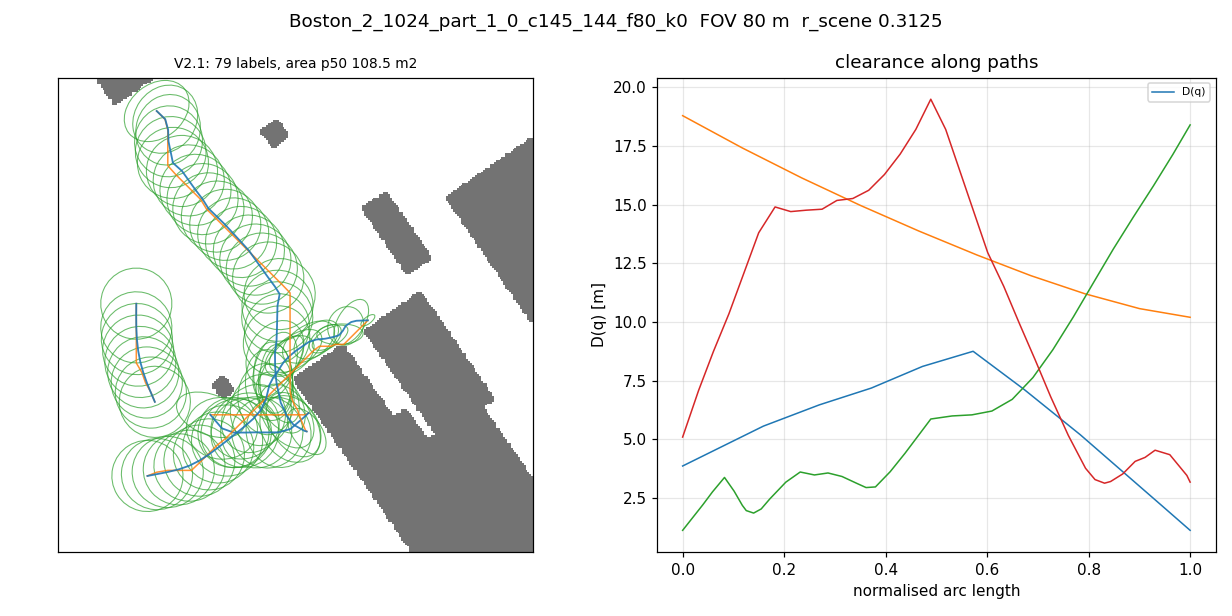 Boston_2_1024_part_1_0_c145_144_f80_k0  FOV 80 m  r_scene 0.3125
V2.1: 79 labels, area p50 108.5 m2
clearance along paths
D(q)
D(q) [m]
20.0
17.5
15.0
12.5
10.0
7.5
5.0
2.5
0.0 0.2 0.4 0.6 0.8 1.0
normalised arc length